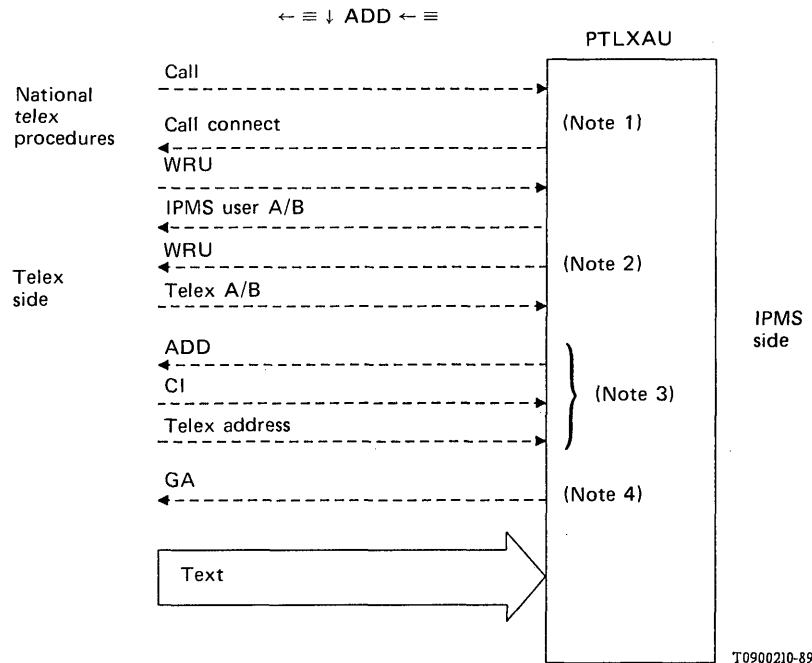 ← ≡ ↓ ADD ← ≡
PTLXAU
National
telex
procedures
Call
Call connect
(Note 1)
WRU
IPMS user A/B
WRU
(Note 2)
Telex
side
Telex A/B
IPMS
side
ADD
CI
(Note 3)
Telex address
GA
(Note 4)
Text
T0900210-89